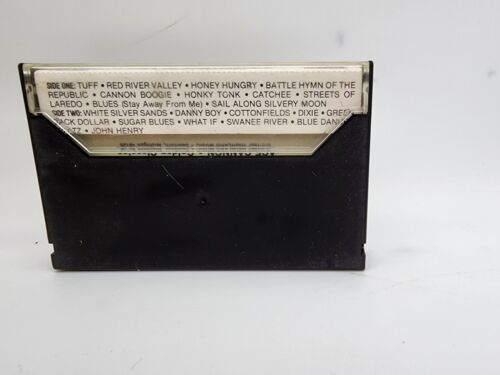 SIDE ONE: TUFF • RED RIVER VALLEY • HONEY HUNGRY • BATTLE HYMN OF THE
REPUBLIC • CANNON BOOGIE • HONKY TONK • CATCHEE • STREETS OF
LAREDO • BLUES (Stay Away From Me) • SAIL ALONG SILVERY MOON
SIDE TWO: WHITE SILVER SANDS • DANNY BOY • COTTONFIELDS • DIXIE •
DOLLAR • SUGAR BLUES • WHAT IF • SWANEE RIVER • BLUE
• JOHN HENRY